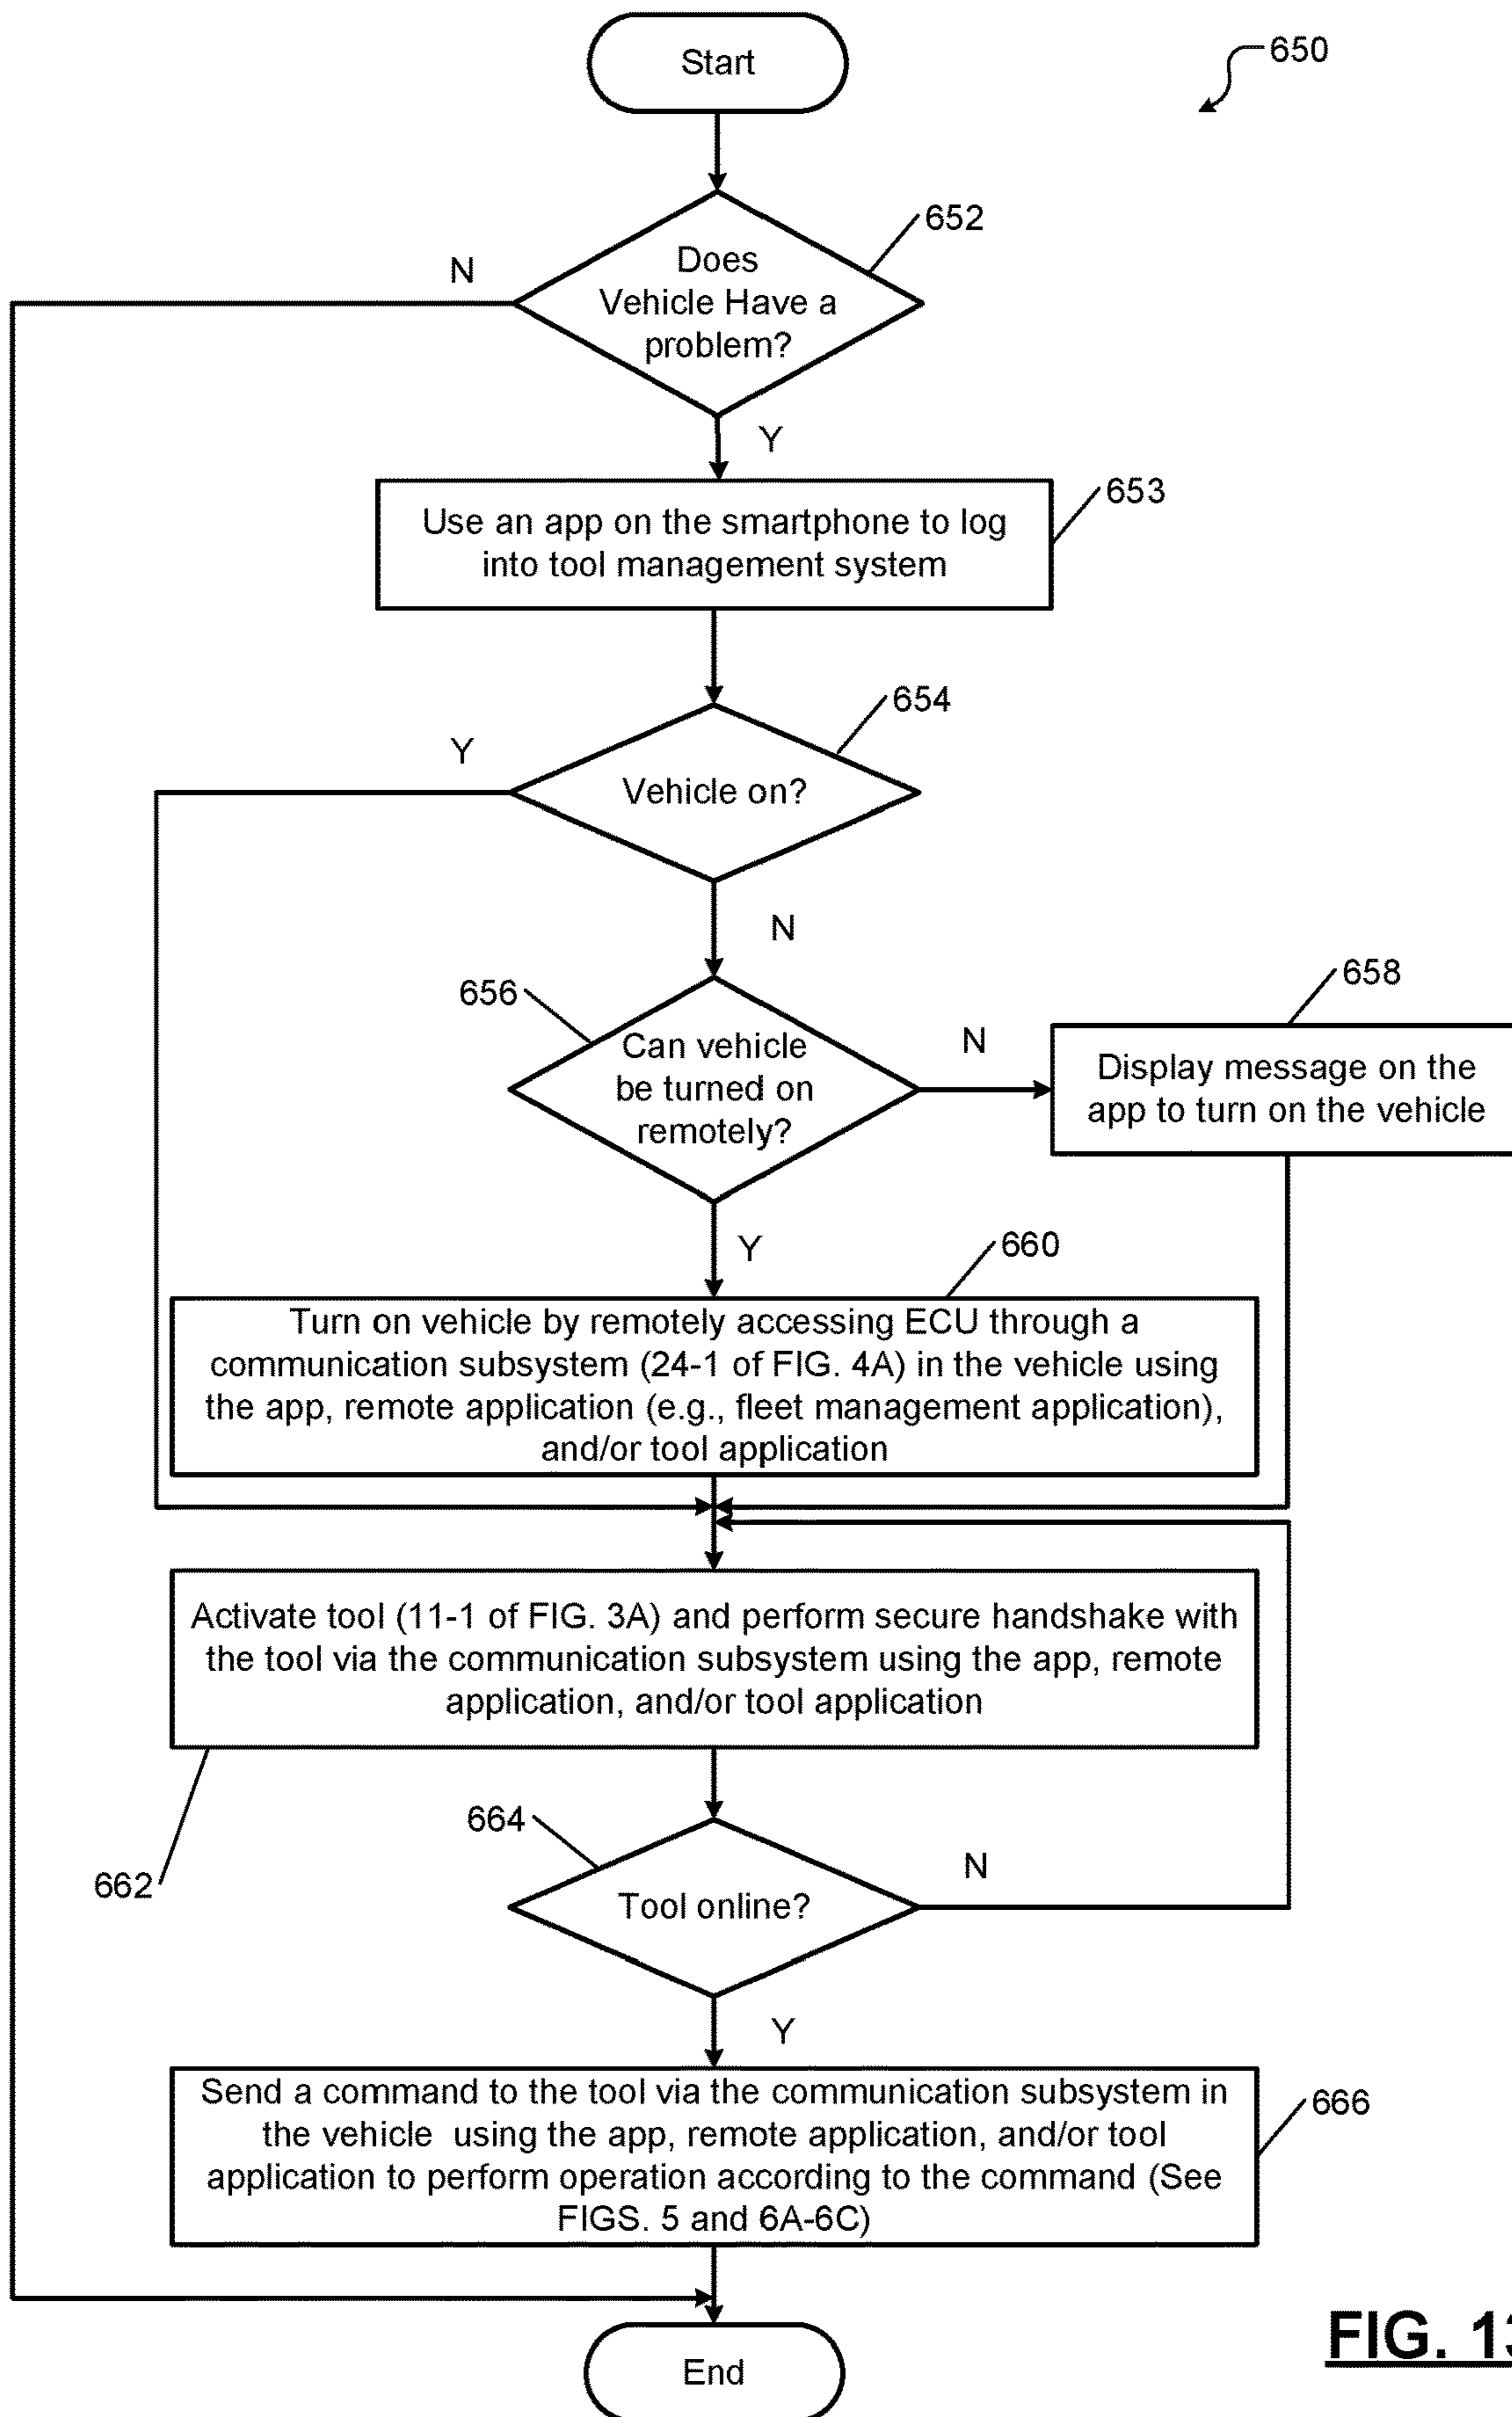 Start
650
652
Does
Vehicle Have a
problem?
N
Y
653
Use an app on the smartphone to log
into tool management system
654
Y
Vehicle on?
N
656
Can vehicle
be turned on
remotely?
N
658
Display message on the
app to turn on the vehicle
Y
660
Turn on vehicle by remotely accessing ECU through a
communication subsystem (24-1 of FIG. 4A) in the vehicle using
the app, remote application (e.g., fleet management application),
and/or tool application
Activate tool (11-1 of FIG. 3A) and perform secure handshake with
the tool via the communication subsystem using the app, remote
application, and/or tool application
662
664
Tool online?
N
Y
Send a command to the tool via the communication subsystem in
the vehicle using the app, remote application, and/or tool
application to perform operation according to the command (See
FIGS. 5 and 6A-6C)
666
End
FIG. 13